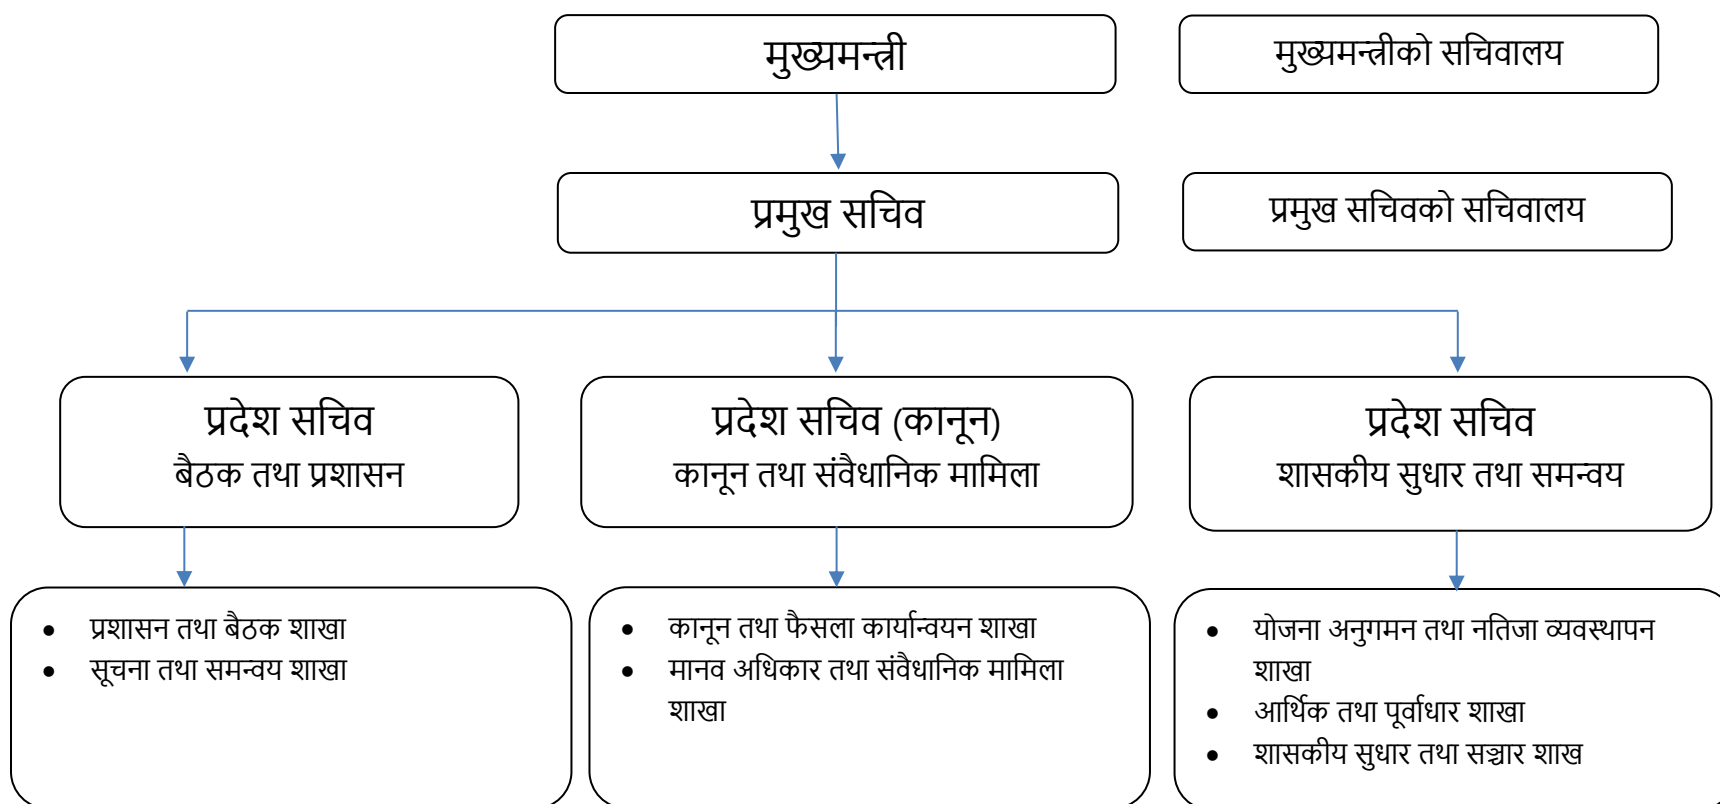 मुख्यमन्त्री
मुख्यमन्त्रीको सचिवालय
प्रमुख सचिव
प्रमुख सचिवको सचिवालय
प्रदेश सचिव
बैठक तथा प्रशासन
प्रदेश सचिव (कानून)
कानून तथा संवैधानिक मामिला
प्रदेश सचिव
शासकीय सुधार तथा समन्वय
• प्रशासन तथा बैठक शाखा
• सूचना तथा समन्वय शाखा
• कानून तथा फैसला कार्यान्वयन शाखा
• मानव अधिकार तथा संवैधानिक मामिला
शाखा
• योजना अनुगमन तथा नतिजा व्यवस्थापन
शाखा
• आर्थिक तथा पूर्वाधार शाखा
• शासकीय सुधार तथा सञ्चार शाख